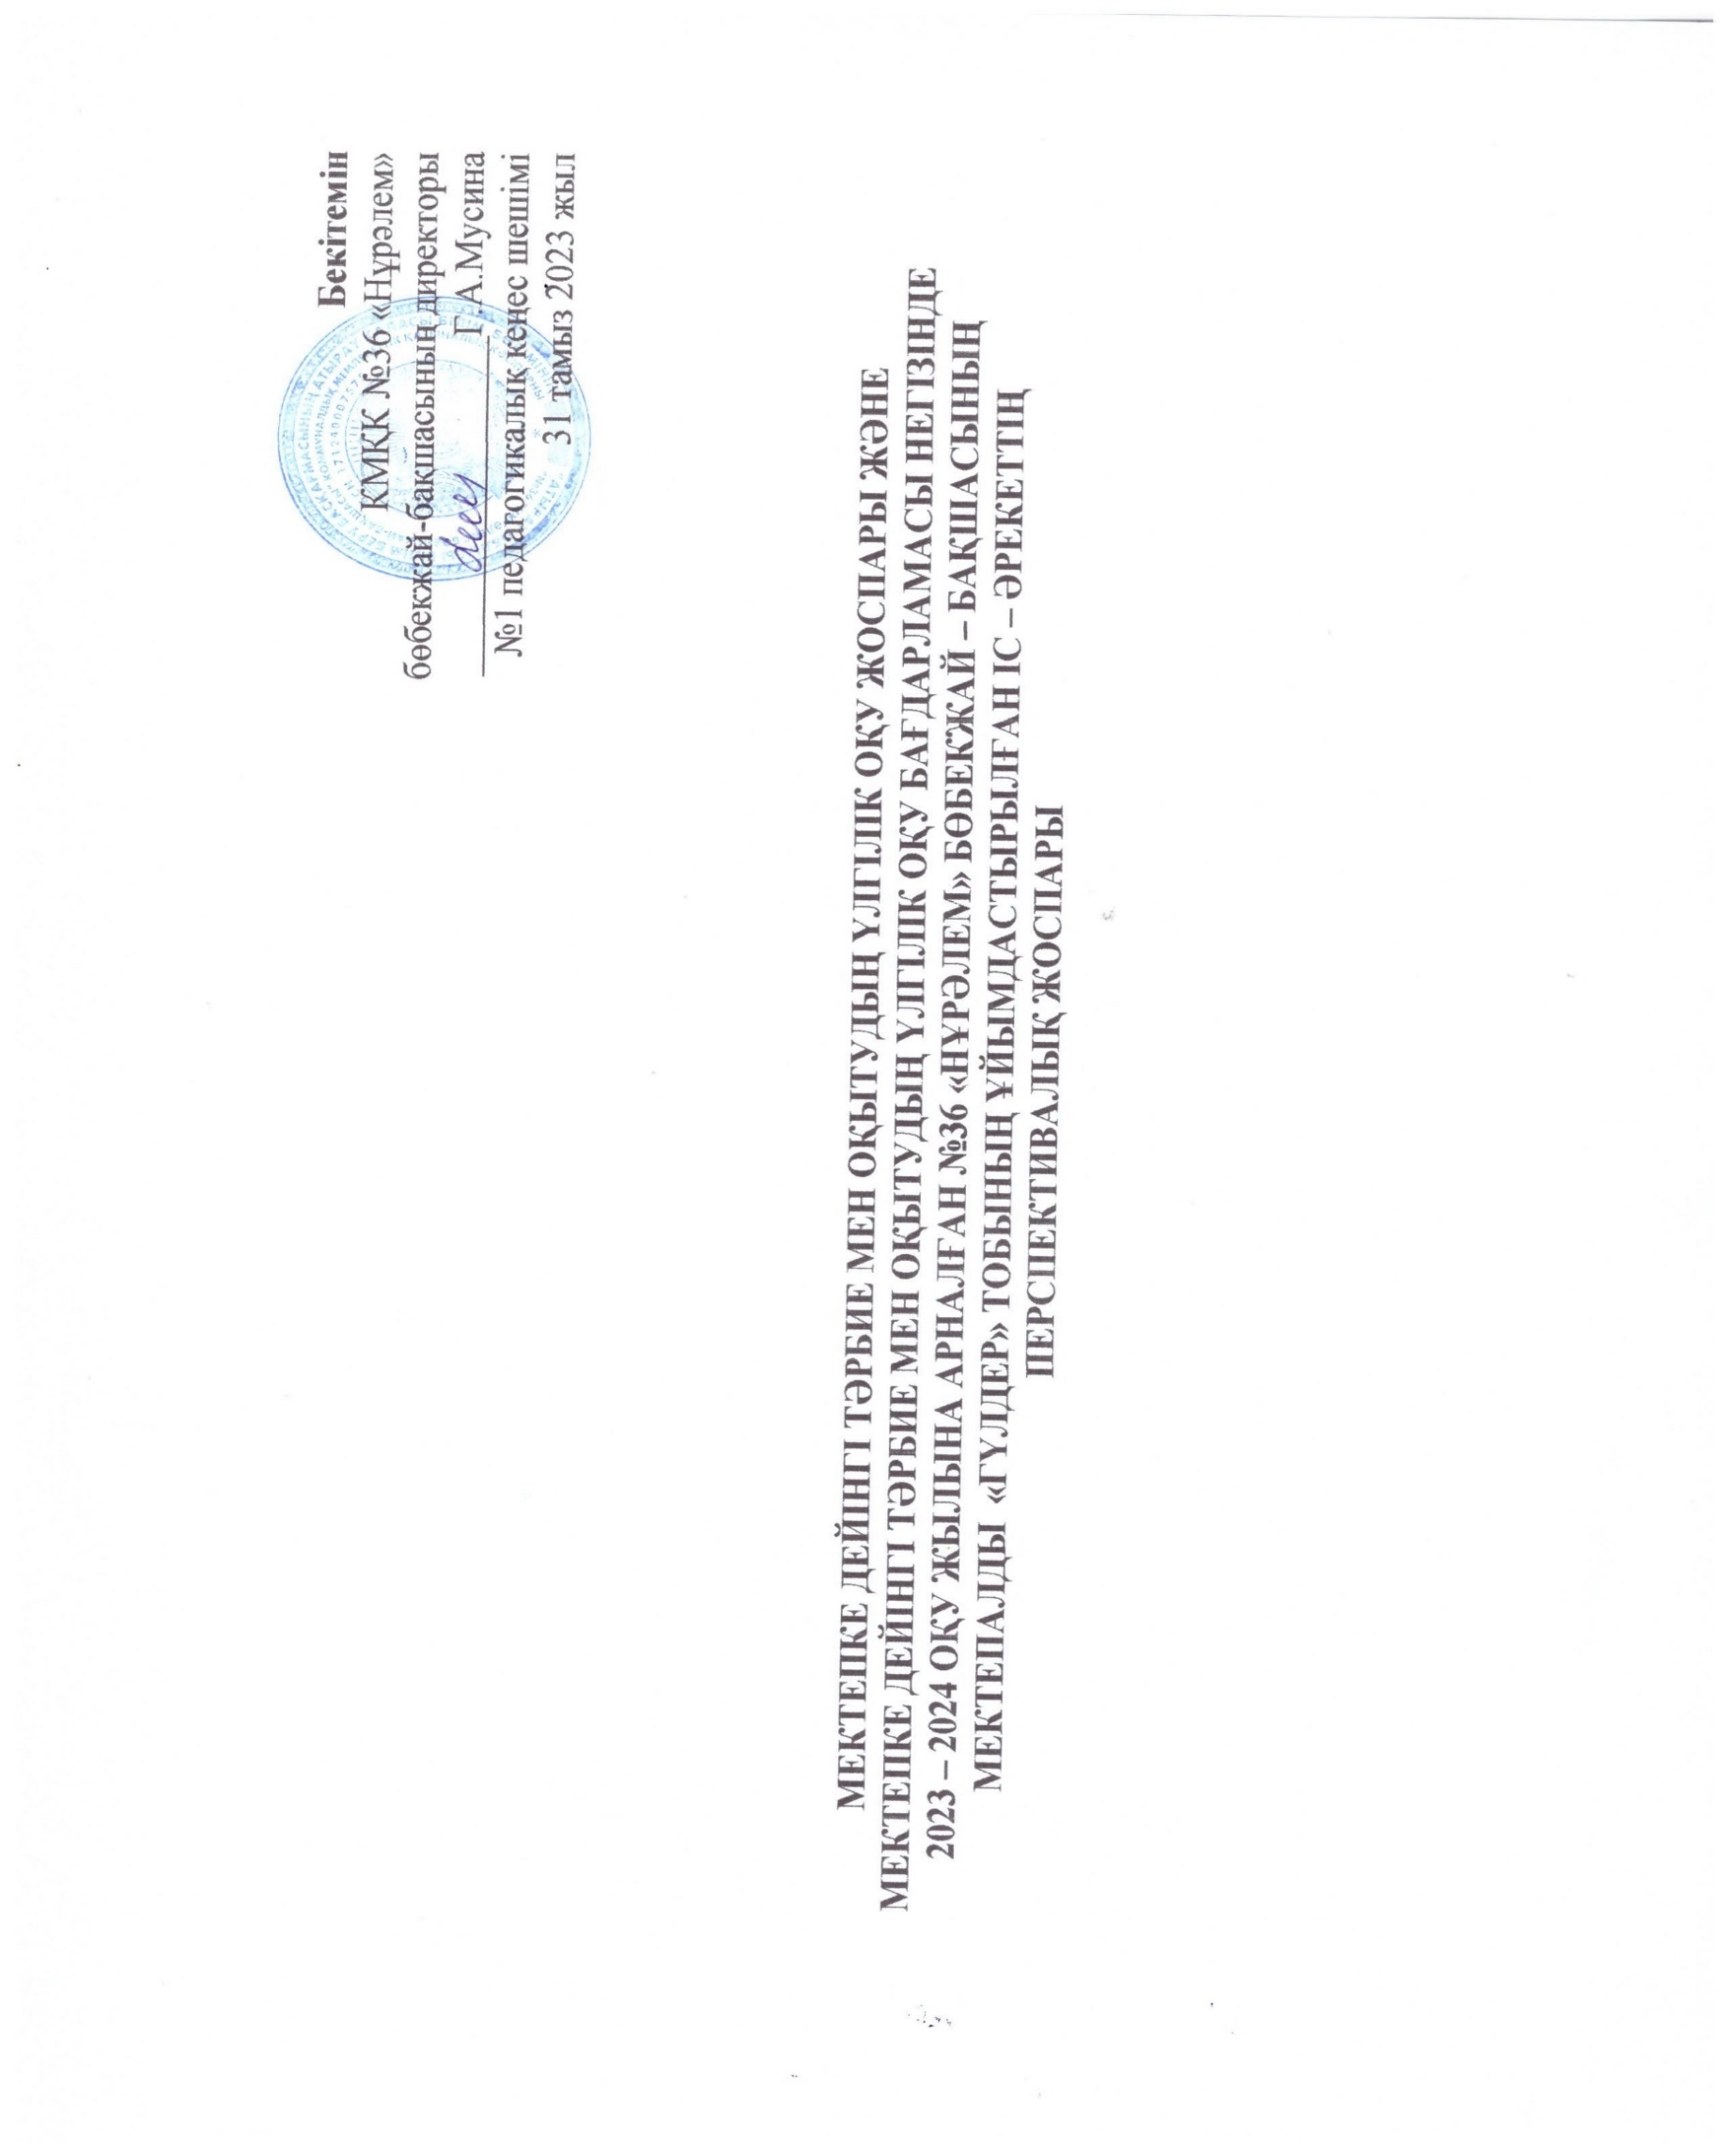 Бекітемін
КМҚК №36 «Нұрәлем»
бөбекжай-бақшасының директоры
Г.А.Мусина
№1 педагогикалық кеңес шешімі
31 тамыз 2023 жыл
МЕКТЕПКЕ ДЕЙІНГІ ТӘРБИЕ МЕН ОҚЫТУДЫҢ ҮЛГІЛІК ОҚУ ЖОСПАРЫ ЖӘНЕ
МЕКТЕПКЕ ДЕЙІНГІ ТӘРБИЕ МЕН ОҚЫТУДЫҢ ҮЛГІЛІК ОҚУ БАҒДАРЛАМАСЫ НЕГІЗІНДЕ
2023 – 2024 ОҚУ ЖЫЛЫНА АРНАЛҒАН №36 «НҰРӘЛЕМ» БӨБЕКЖАЙ – БАҚШАСЫНЫҢ
МЕКТЕПАЛДЫ «ГҮЛДЕР» ТОБЫНЫҢ ҰЙЫМДАСТЫРЫЛҒАН ІС – ӘРЕКЕТТІҢ
ПЕРСПЕКТИВАЛЫҚ ЖОСПАРЫ